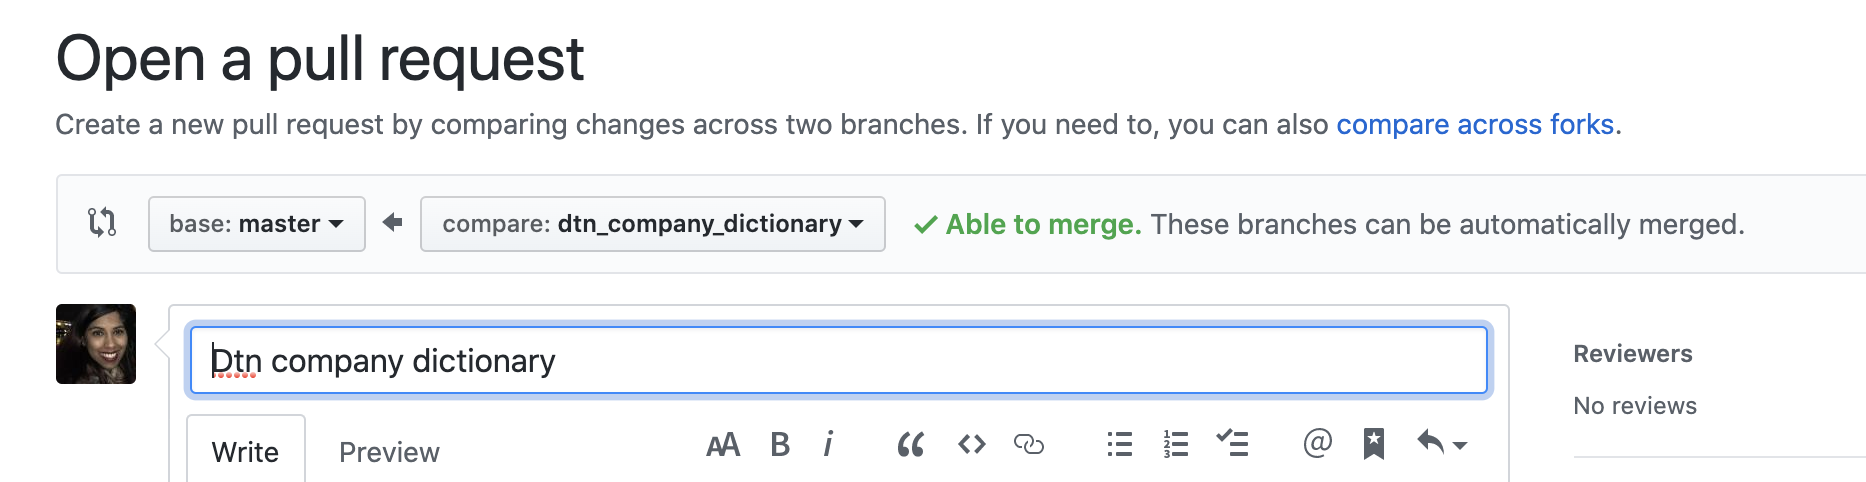 Open a pull request
Create a new pull request by comparing changes across two branches. If you need to, you can also compare across forks.
base: master compare: dtn_company_dictionary Able to merge. These branches can be automatically merged.
Dtn company dictionary
Reviewers
No reviews
Write Preview AA B i @